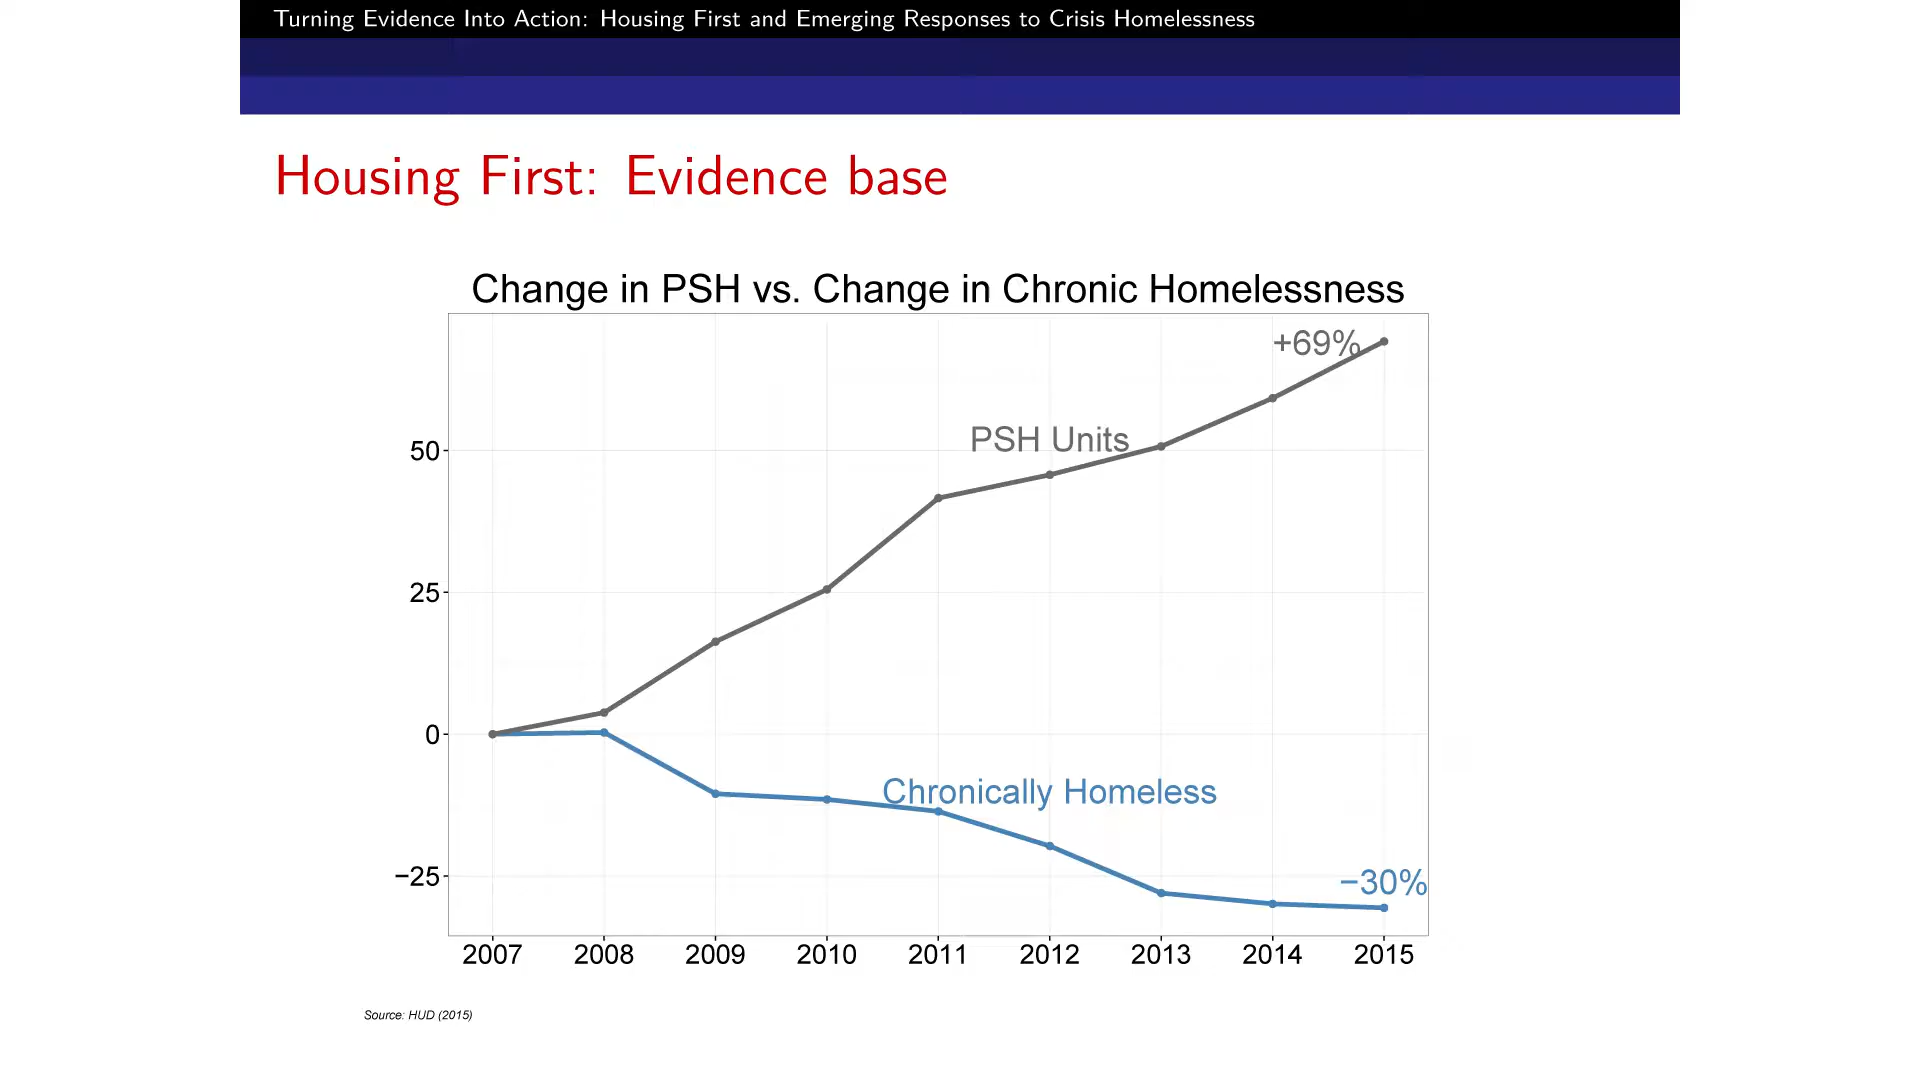 Turning Evidence Into Action: Housing First and Emerging Responses to Crisis Homelessness
Housing First: Evidence base
Change in PSH vs. Change in Chronic Homelessness
+69%
PSH Units
50
25
0
Chronically Homeless
−25
−30%
2007 2008 2009 2010 2011 2012 2013 2014 2015
Source: HUD (2015)